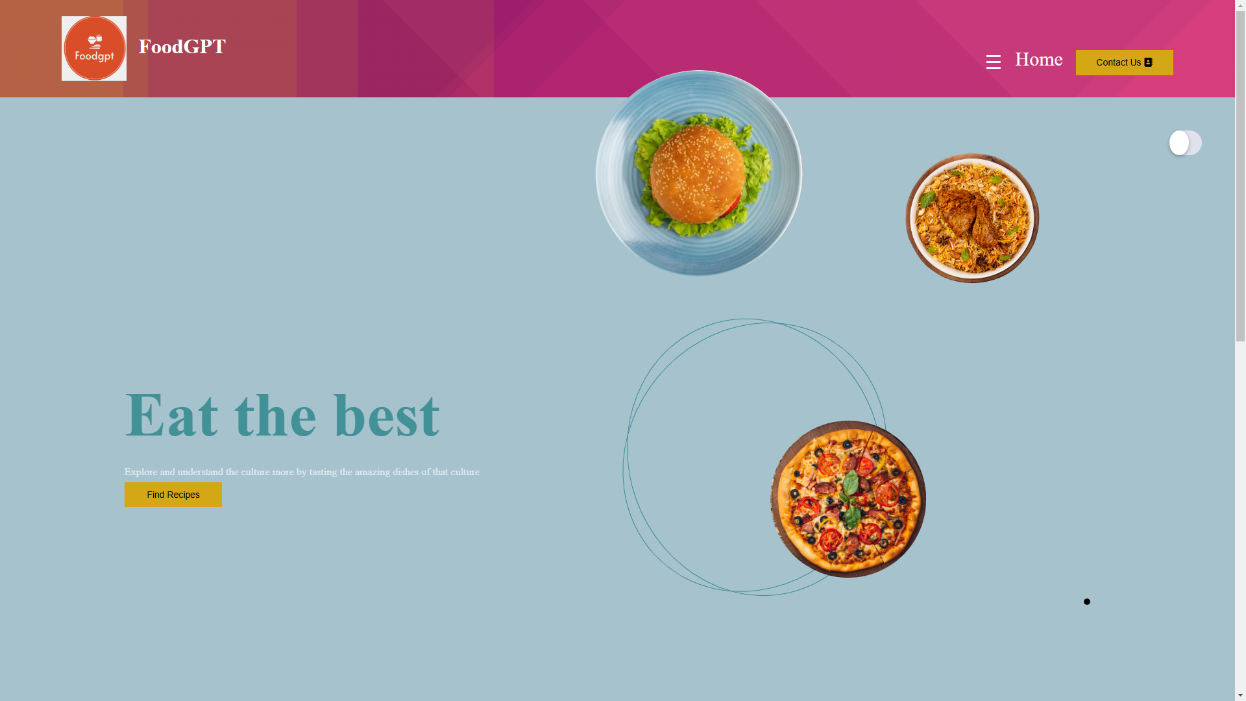 Foodgpt
FoodGPT
Home
Contact Us
Eat the best
Explore and understand the culture more by tasting the amazing dishes of that culture
Find Recipes